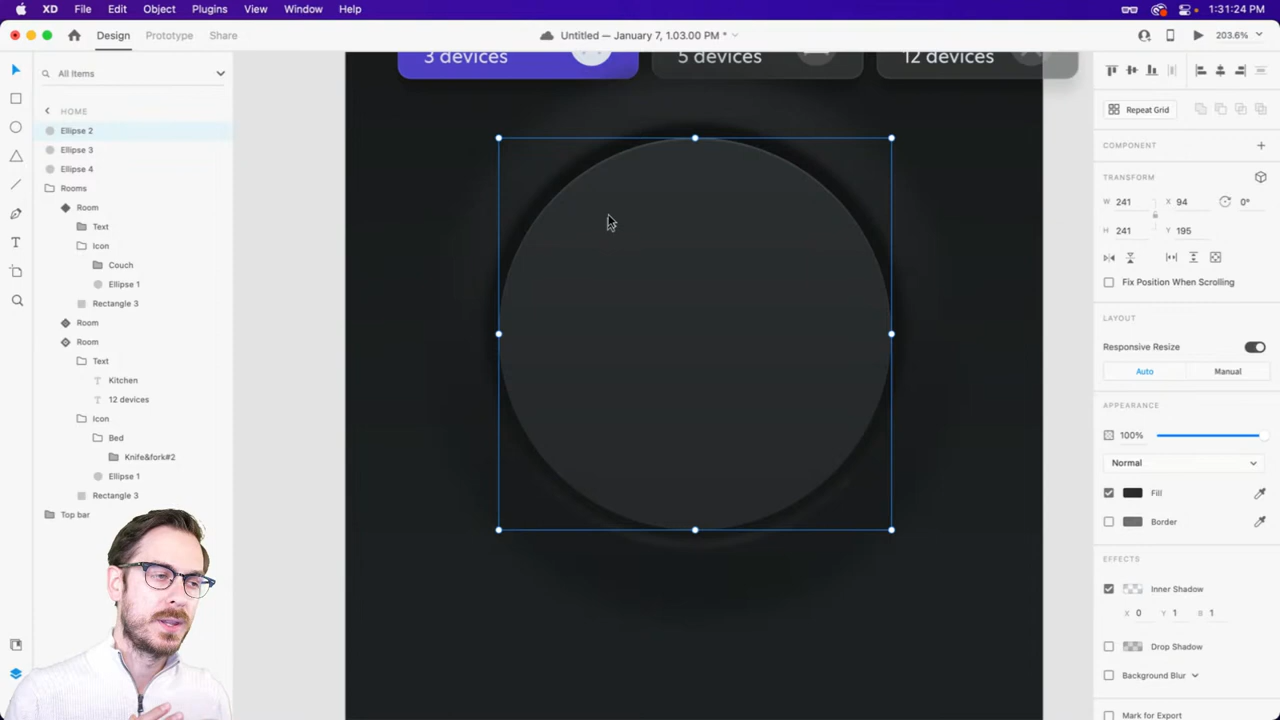 XD File Edit Object Plugins View Window Help 1:31:24 PM
Design Prototype Share Untitled — January 7, 1.03.00 PM * 203.6%
All Items
HOME
Ellipse 2
Ellipse 3
Ellipse 4
Rooms
Room
Text
Icon
Couch
Ellipse 1
Rectangle 3
Room
Room
Text
Kitchen
12 devices
Icon
Bed
Knife&fork#2
Ellipse 1
Rectangle 3
Top bar
3 devices 5 devices 12 devices
Repeat Grid
COMPONENT
TRANSFORM
W 241 X 94 0°
H 241 Y 195
Fix Position When Scrolling
LAYOUT
Responsive Resize
Auto Manual
APPEARANCE
100%
Normal
Fill
Border
EFFECTS
Inner Shadow
X 0 Y 1 B 1
Drop Shadow
Background Blur
Mark for Export